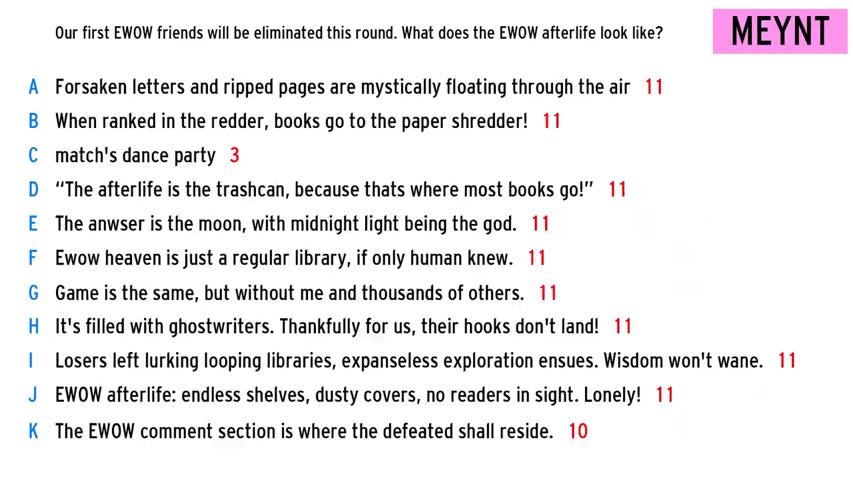 Our first EWOW friends will be eliminated this round. What does the EWOW afterlife look like?
MEYNT
A Forsaken letters and ripped pages are mystically floating through the air 11
B When ranked in the redder, books go to the paper shredder! 11
C match's dance party 3
D “The afterlife is the trashcan, because thats where most books go!” 11
E The anwser is the moon, with midnight light being the god. 11
F Ewow heaven is just a regular library, if only human knew. 11
G Game is the same, but without me and thousands of others. 11
H It's filled with ghostwriters. Thankfully for us, their hooks don't land! 11
I Losers left lurking looping libraries, expanseless exploration ensues. Wisdom won't wane. 11
J EWOW afterlife: endless shelves, dusty covers, no readers in sight. Lonely! 11
K The EWOW comment section is where the defeated shall reside. 10